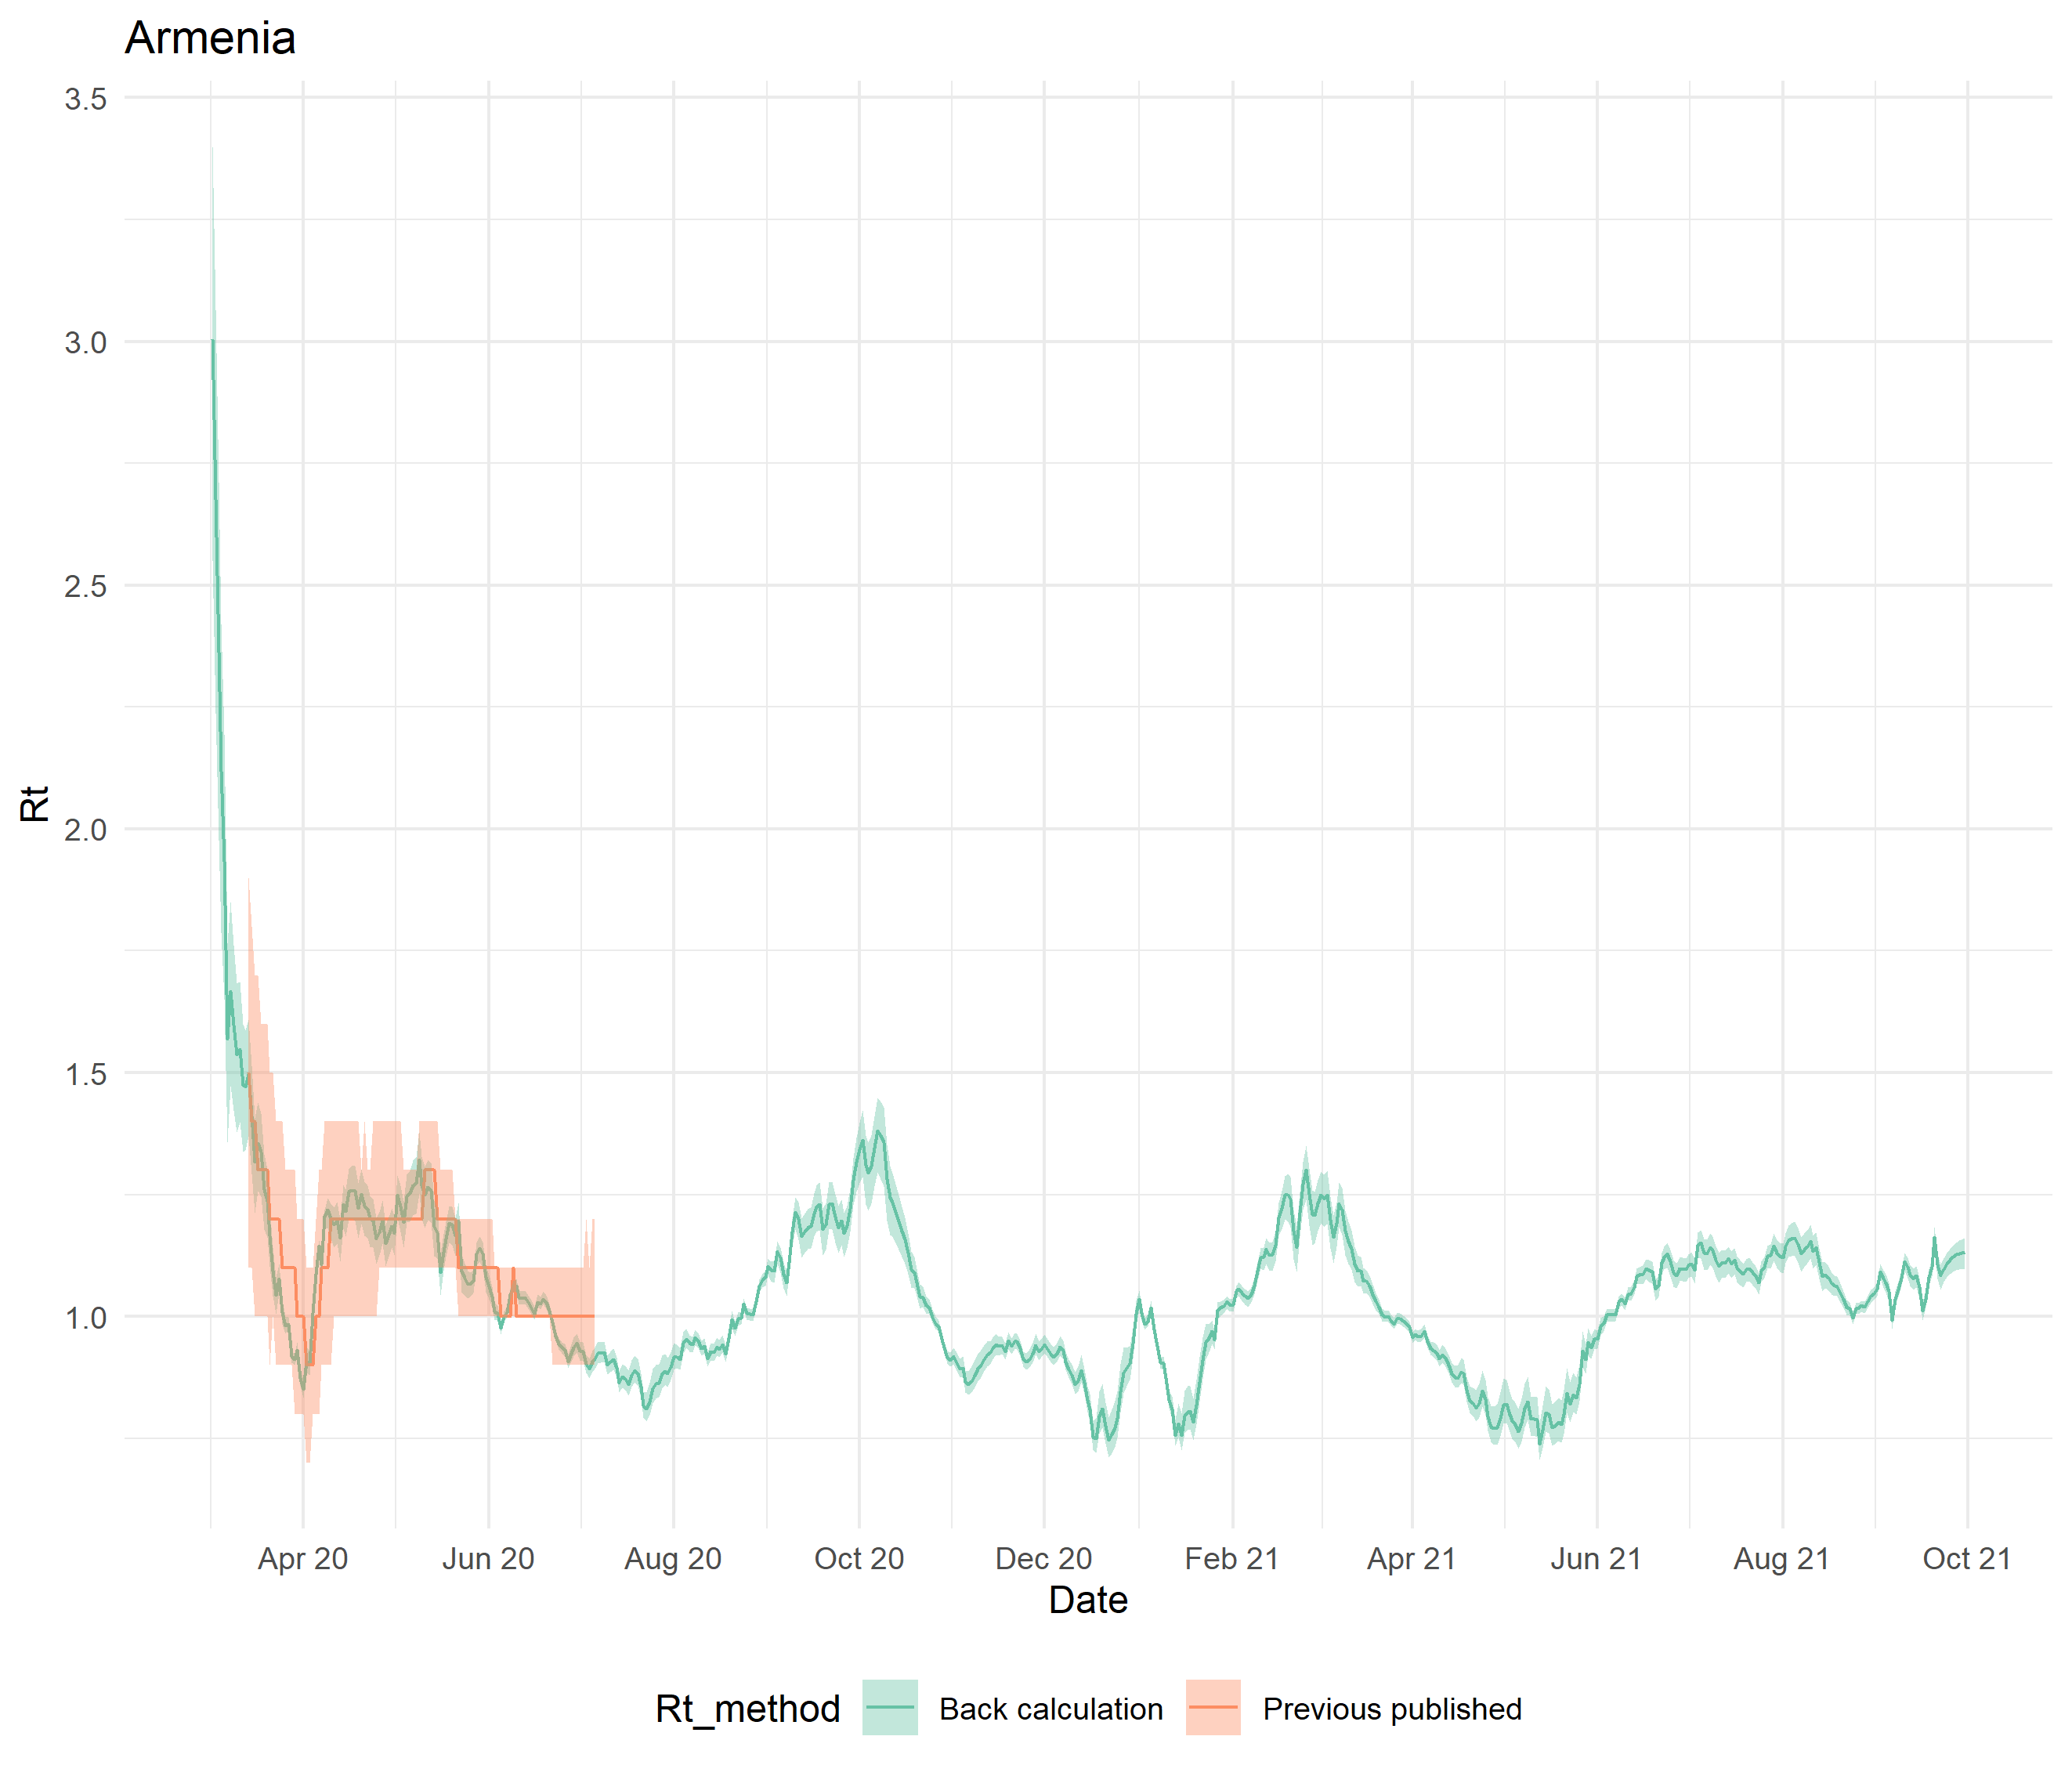 Armenia
3.5
3.0
2.5
2.0
1.5
1.0
Rt
Apr 20 Jun 20 Aug 20 Oct 20 Dec 20 Feb 21 Apr 21 Jun 21 Aug 21 Oct 21
Date
Rt_method Back calculation Previous published